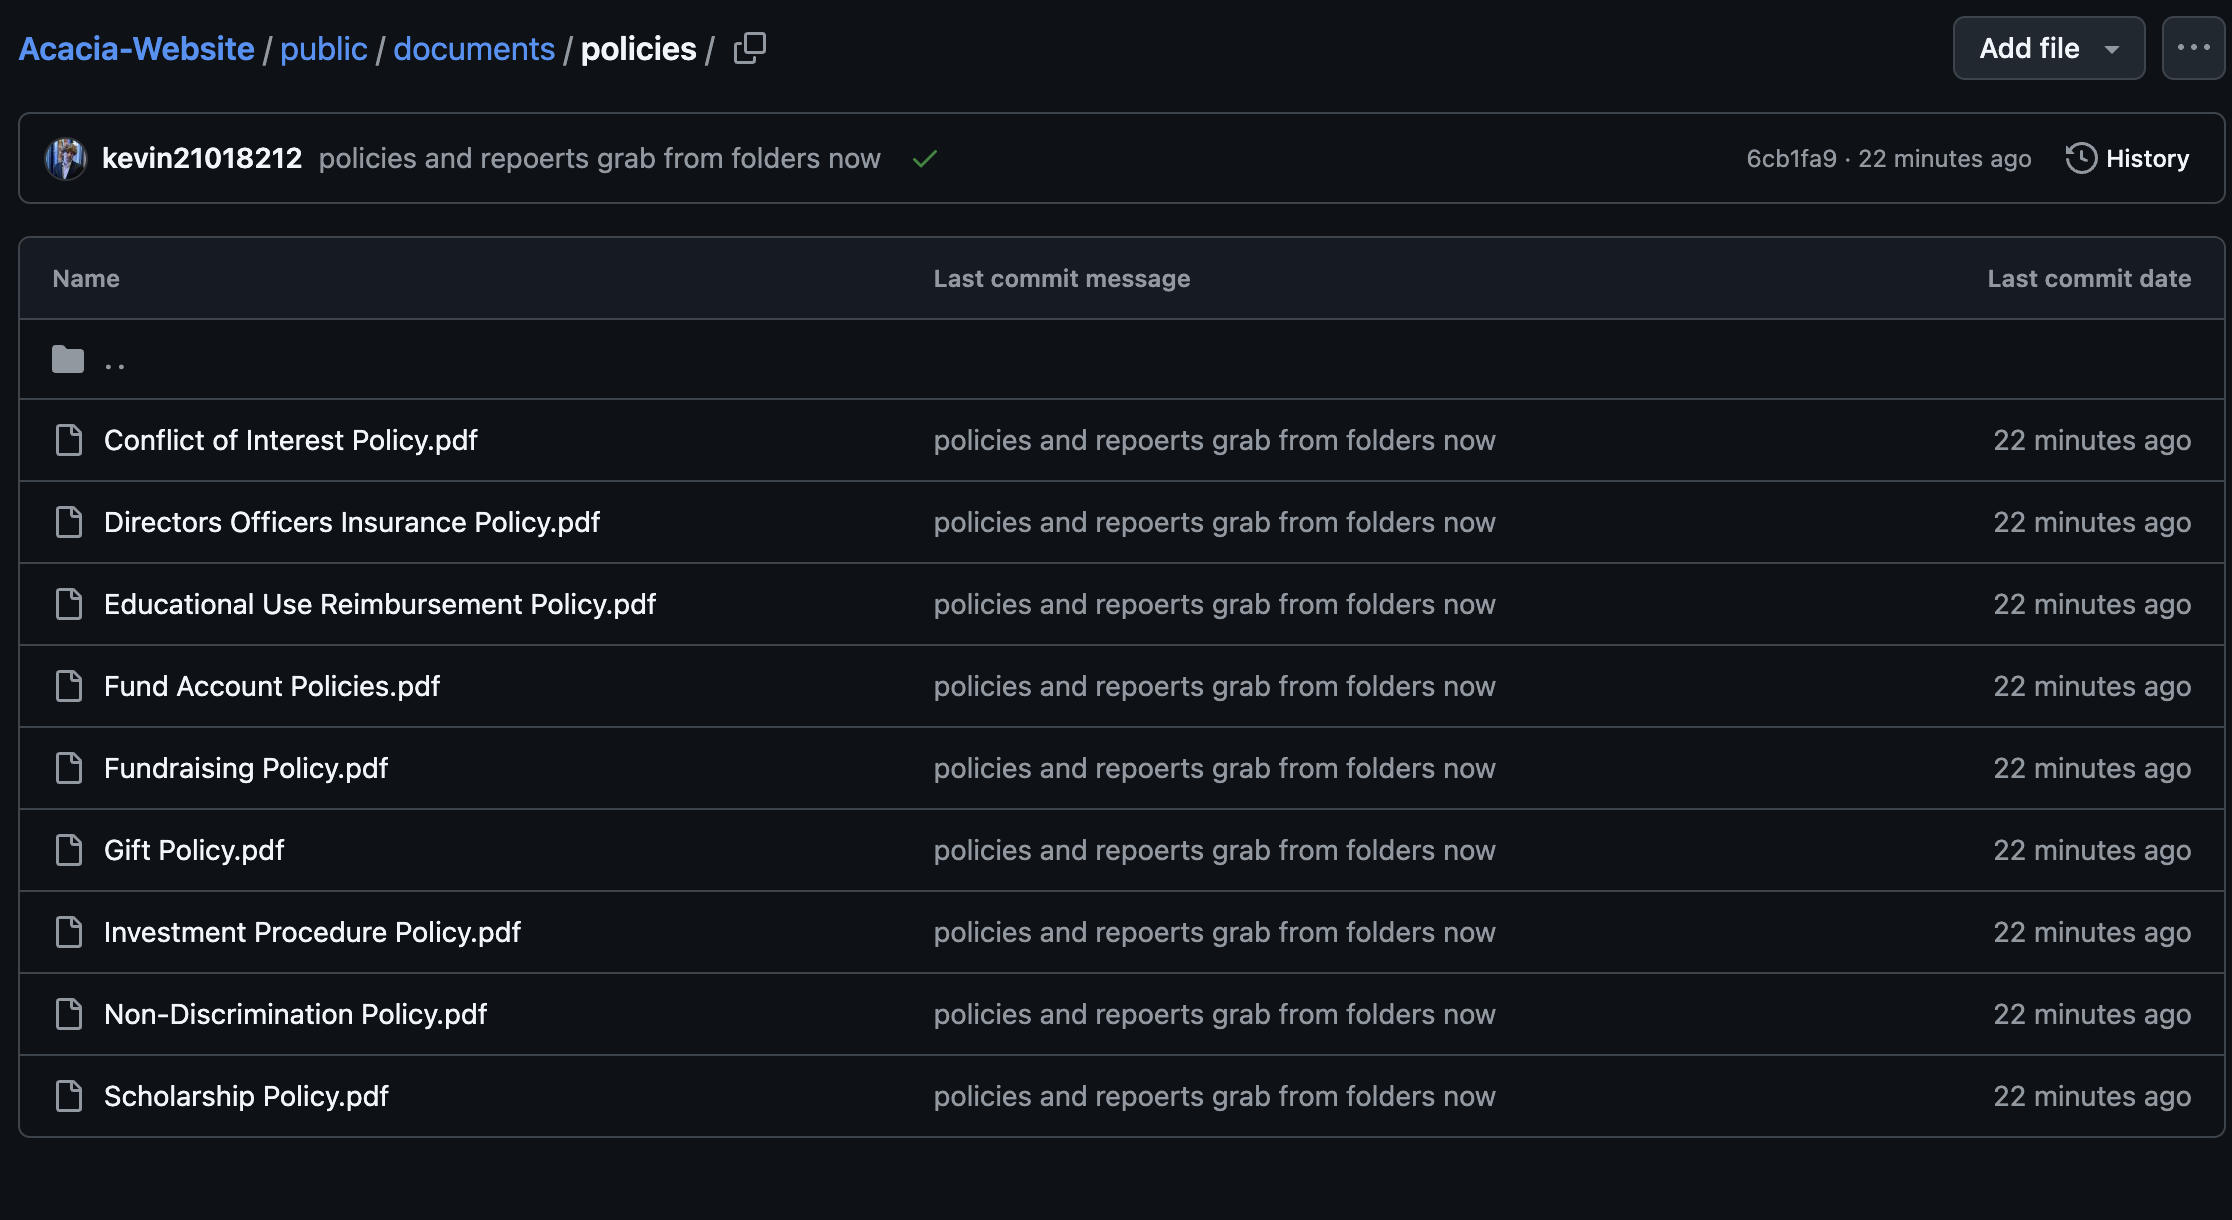 Acacia-Website / public / documents / policies /
Add file
kevin21018212 policies and repoerts grab from folders now
6cb1fa9 · 22 minutes ago
History
Name Last commit message Last commit date
..
Conflict of Interest Policy.pdf policies and repoerts grab from folders now 22 minutes ago
Directors Officers Insurance Policy.pdf policies and repoerts grab from folders now 22 minutes ago
Educational Use Reimbursement Policy.pdf policies and repoerts grab from folders now 22 minutes ago
Fund Account Policies.pdf policies and repoerts grab from folders now 22 minutes ago
Fundraising Policy.pdf policies and repoerts grab from folders now 22 minutes ago
Gift Policy.pdf policies and repoerts grab from folders now 22 minutes ago
Investment Procedure Policy.pdf policies and repoerts grab from folders now 22 minutes ago
Non-Discrimination Policy.pdf policies and repoerts grab from folders now 22 minutes ago
Scholarship Policy.pdf policies and repoerts grab from folders now 22 minutes ago